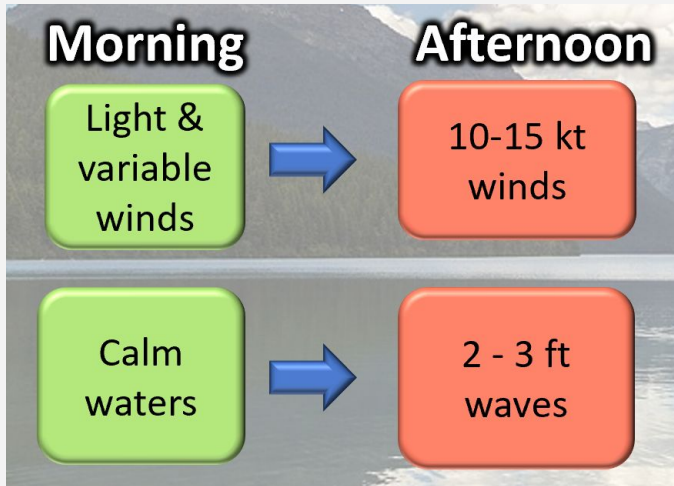 Morning
Afternoon
Light &
variable
winds
10-15 kt
winds
Calm
waters
2 - 3 ft
waves